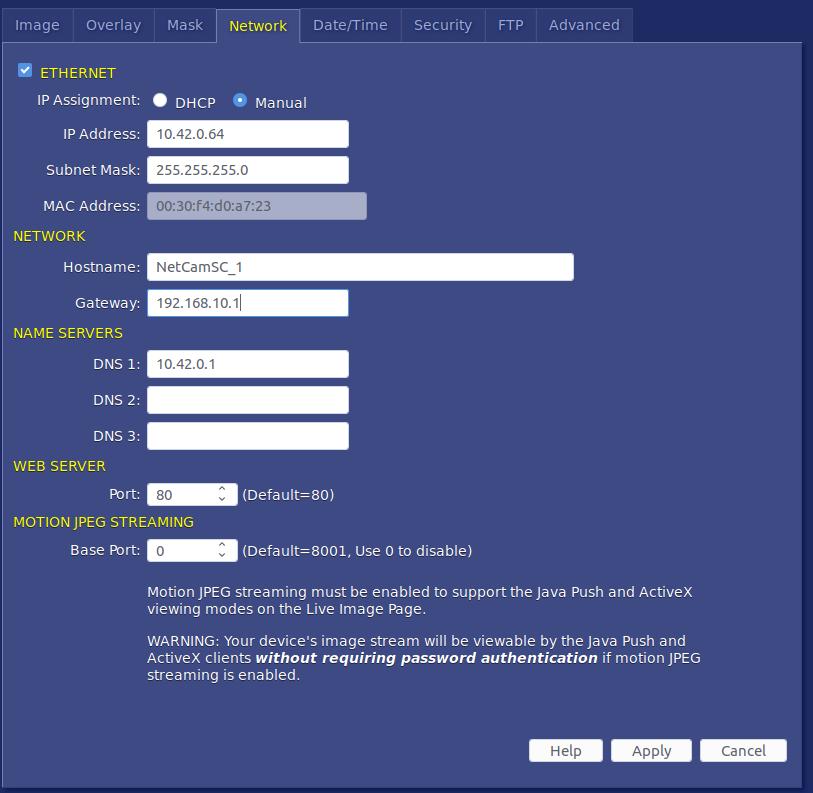 Image Overlay Mask Network Date/Time Security FTP Advanced
ETHERNET
IP Assignment: DHCP Manual
IP Address: 10.42.0.64
Subnet Mask: 255.255.255.0
MAC Address: 00:30:f4:d0:a7:23
NETWORK
Hostname: NetCamSC_1
Gateway: 192.168.10.1
NAME SERVERS
DNS 1: 10.42.0.1
DNS 2:
DNS 3:
WEB SERVER
Port: 80 (Default=80)
MOTION JPEG STREAMING
Base Port: 0 (Default=8001, Use 0 to disable)
Motion JPEG streaming must be enabled to support the Java Push and ActiveX
viewing modes on the Live Image Page.
WARNING: Your device's image stream will be viewable by the Java Push and
ActiveX clients without requiring password authentication if motion JPEG
streaming is enabled.
Help Apply Cancel